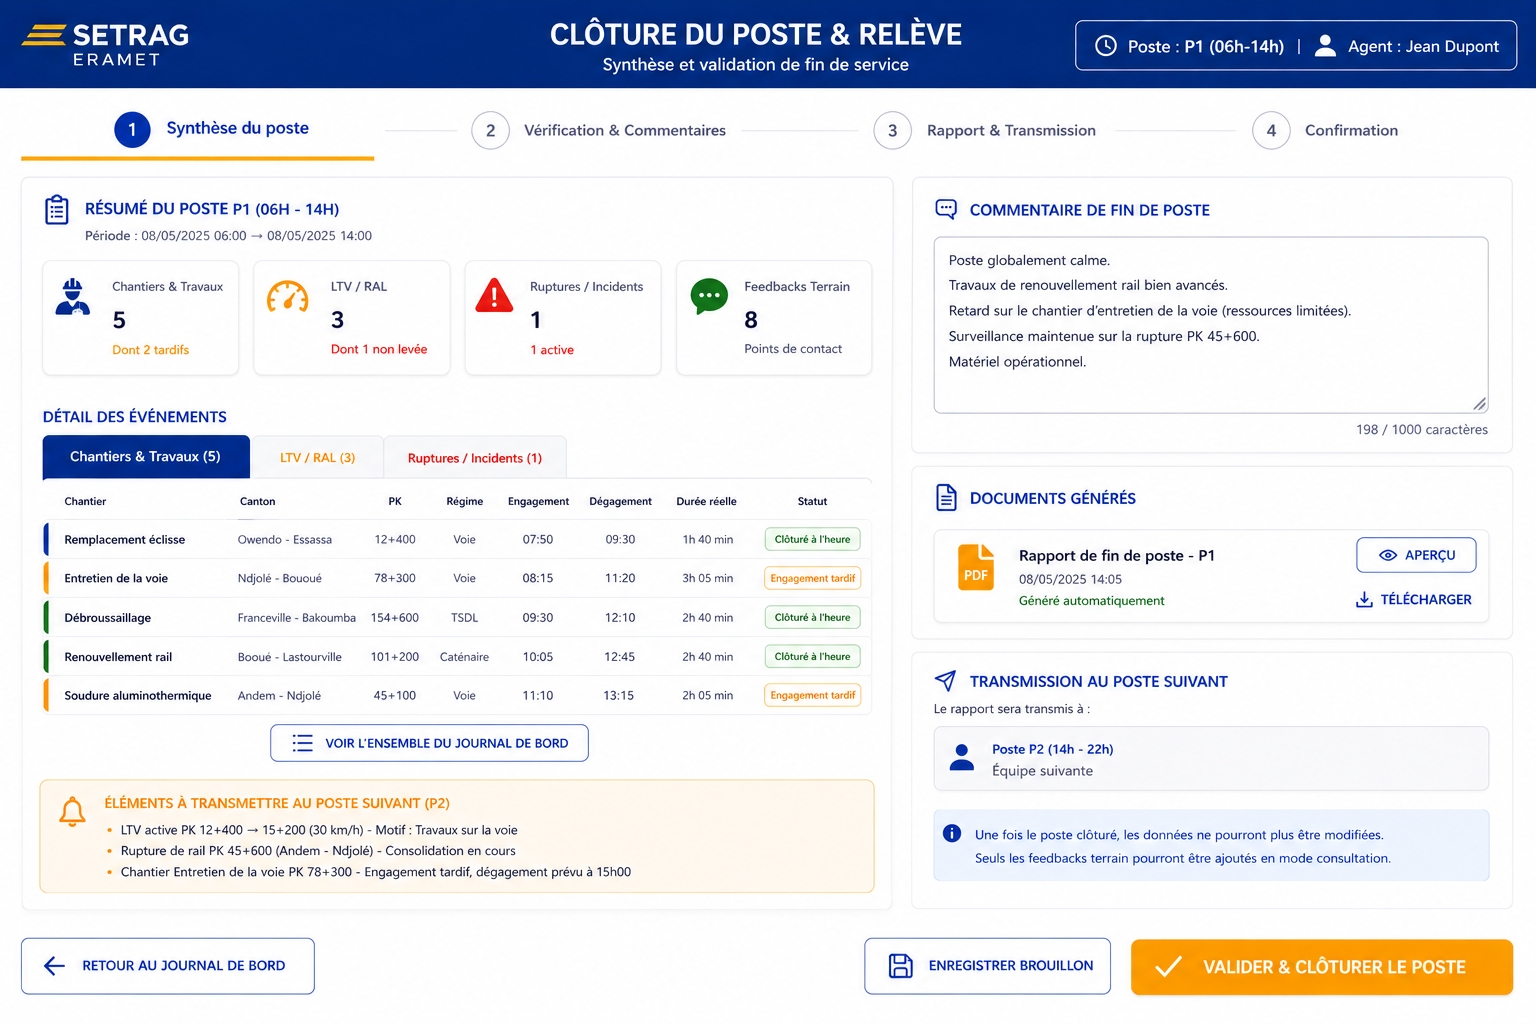 SETRAG
ERAMET
CLÔTURE DU POSTE & RELÈVE
Synthèse et validation de fin de service
Poste : P1 (06h-14h) | Agent : Jean Dupont
1 Synthèse du poste
2 Vérification & Commentaires
3 Rapport & Transmission
4 Confirmation
RÉSUMÉ DU POSTE P1 (06H - 14H)
Période : 08/05/2025 06:00 → 08/05/2025 14:00
Chantiers & Travaux
5
Dont 2 tardifs
LTV / RAL
3
Dont 1 non levée
Ruptures / Incidents
1
1 active
Feedbacks Terrain
8
Points de contact
DÉTAIL DES ÉVÉNEMENTS
Chantiers & Travaux (5) LTV / RAL (3) Ruptures / Incidents (1)
Chantier Canton PK Régime Engagement Dégagement Durée réelle Statut
Remplacement éclisse Owendo - Essassa 12+400 Voie 07:50 09:30 1h 40 min Clôturé à l'heure
Entretien de la voie Ndjolé - Bououé 78+300 Voie 08:15 11:20 3h 05 min Engagement tardif
Débroussaillage Franceville - Bakoumba 154+600 TSDL 09:30 12:10 2h 40 min Clôturé à l'heure
Renouvellement rail Booué - Lastourville 101+200 Caténaire 10:05 12:45 2h 40 min Clôturé à l'heure
Soudure aluminothermique Andem - Ndjolé 45+100 Voie 11:10 13:15 2h 05 min Engagement tardif
VOIR L'ENSEMBLE DU JOURNAL DE BORD
ÉLÉMENTS À TRANSMETTRE AU POSTE SUIVANT (P2)
• LTV active PK 12+400 → 15+200 (30 km/h) - Motif : Travaux sur la voie
• Rupture de rail PK 45+600 (Andem - Ndjolé) - Consolidation en cours
• Chantier Entretien de la voie PK 78+300 - Engagement tardif, dégagement prévu à 15h00
COMMENTAIRE DE FIN DE POSTE
Poste globalement calme.
Travaux de renouvellement rail bien avancés.
Retard sur le chantier d'entretien de la voie (ressources limitées).
Surveillance maintenue sur la rupture PK 45+600.
Matériel opérationnel.
198 / 1000 caractères
DOCUMENTS GÉNÉRÉS
PDF
Rapport de fin de poste - P1
08/05/2025 14:05
Généré automatiquement
APERÇU
TÉLÉCHARGER
TRANSMISSION AU POSTE SUIVANT
Le rapport sera transmis à :
Poste P2 (14h - 22h)
Équipe suivante
Une fois le poste clôturé, les données ne pourront plus être modifiées.
Seuls les feedbacks terrain pourront être ajoutés en mode consultation.
RETOUR AU JOURNAL DE BORD
ENREGISTRER BROUILLON
VALIDER & CLÔTURER LE POSTE